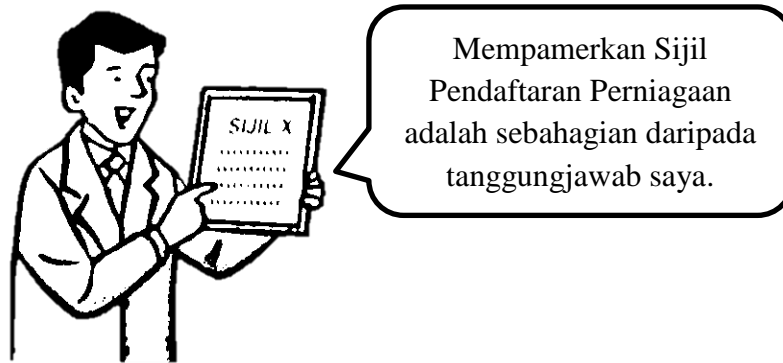 SIJIL X
Mempamerkan Sijil
Pendaftaran Perniagaan
adalah sebahagian daripada
tanggungjawab saya.